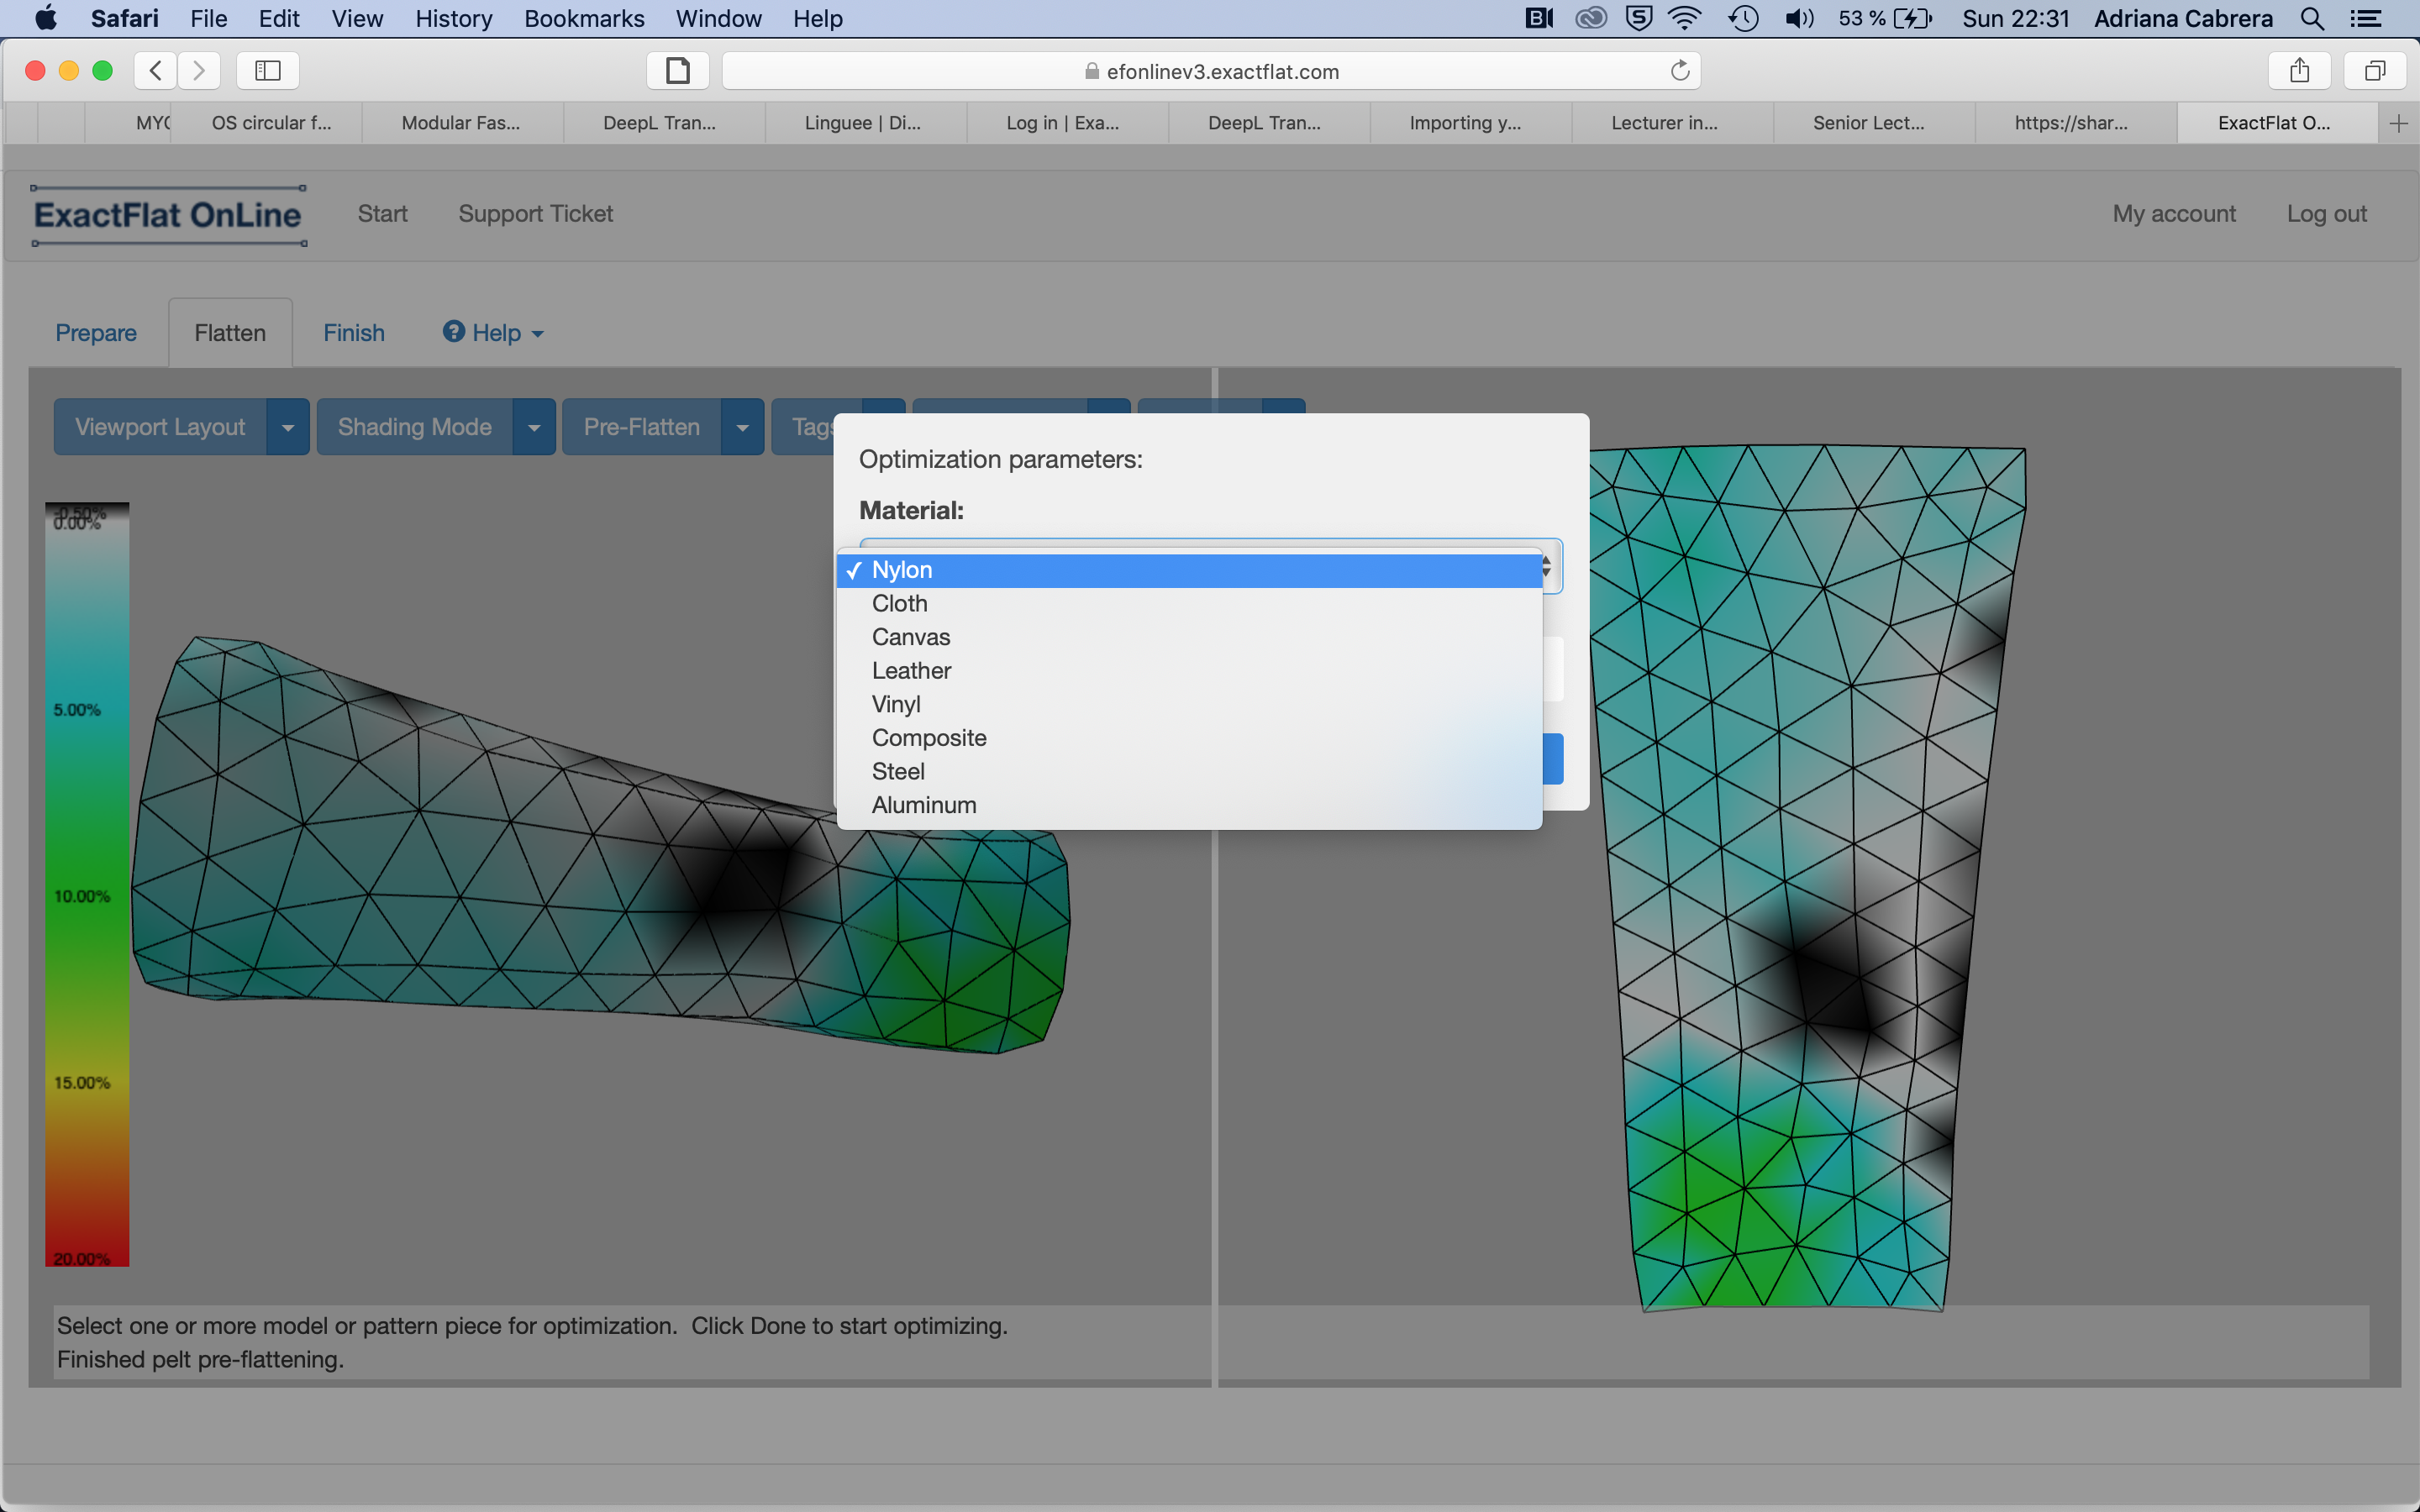 Safari File Edit View History Bookmarks Window Help 53 % Sun 22:31 Adriana Cabrera
efonlinev3.exactflat.com
OS circular f... Modular Fas... DeepL Tran... Linguee | Di... Log in | Exa... DeepL Tran... Importing y... Lecturer in... Senior Lect... https://shar... ExactFlat O...
ExactFlat OnLine Start Support Ticket My account Log out
Prepare Flatten Finish Help
Viewport Layout Shading Mode Pre-Flatten Tags
Optimization parameters:
Material:
Nylon
Cloth
Canvas
Leather
Vinyl
Composite
Steel
Aluminum
-0.50%
0.00%
5.00%
10.00%
15.00%
20.00%
Select one or more model or pattern piece for optimization. Click Done to start optimizing.
Finished pelt pre-flattening.